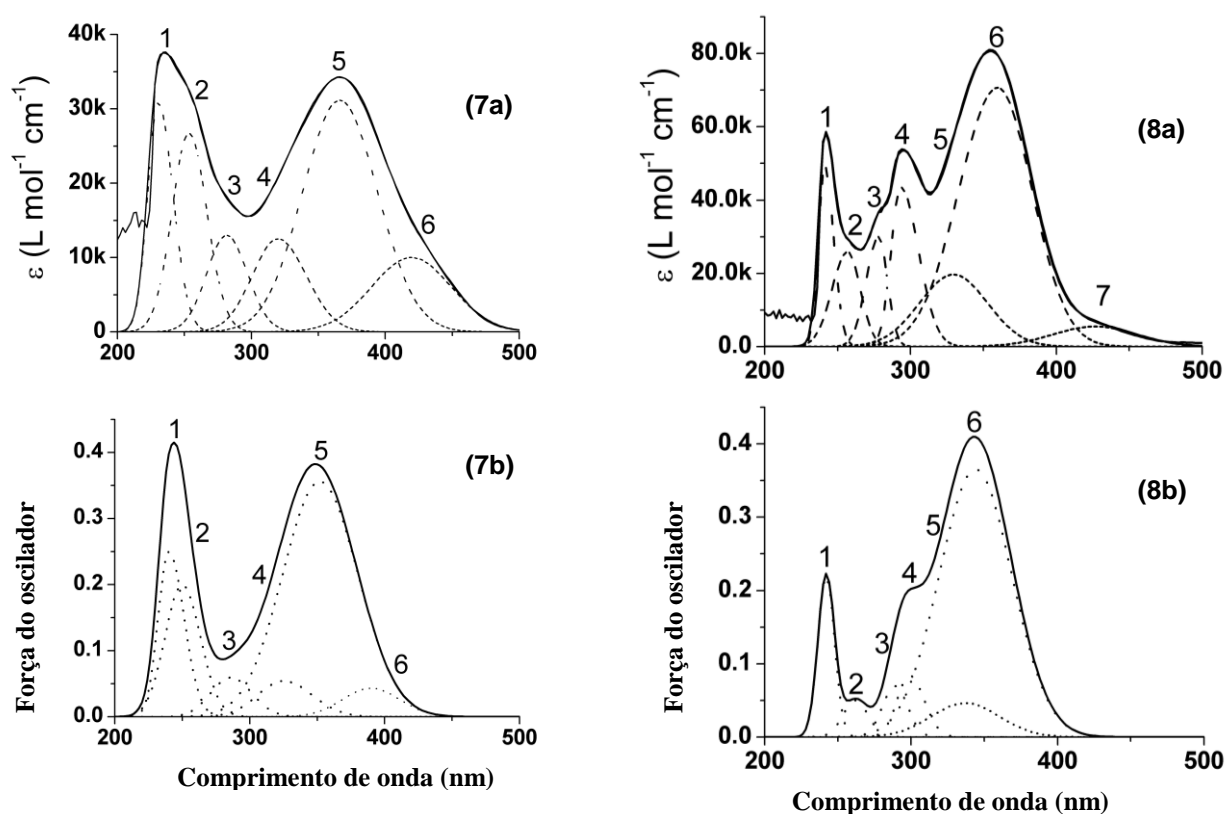 40k
30k
20k
10k
0
ε (L mol⁻¹ cm⁻¹)
200
300
400
500
1
2
3
4
5
6
(7a)
80.0k
60.0k
40.0k
20.0k
0.0
ε (L mol⁻¹ cm⁻¹)
200
300
400
500
1
2
3
4
5
6
7
(8a)
0.4
0.3
0.2
0.1
0.0
Força do oscilador
200
300
400
500
1
2
3
4
5
6
(7b)
Comprimento de onda (nm)
0.4
0.3
0.2
0.1
0.0
Força do oscilador
200
300
400
500
1
2
3
4
5
6
(8b)
Comprimento de onda (nm)